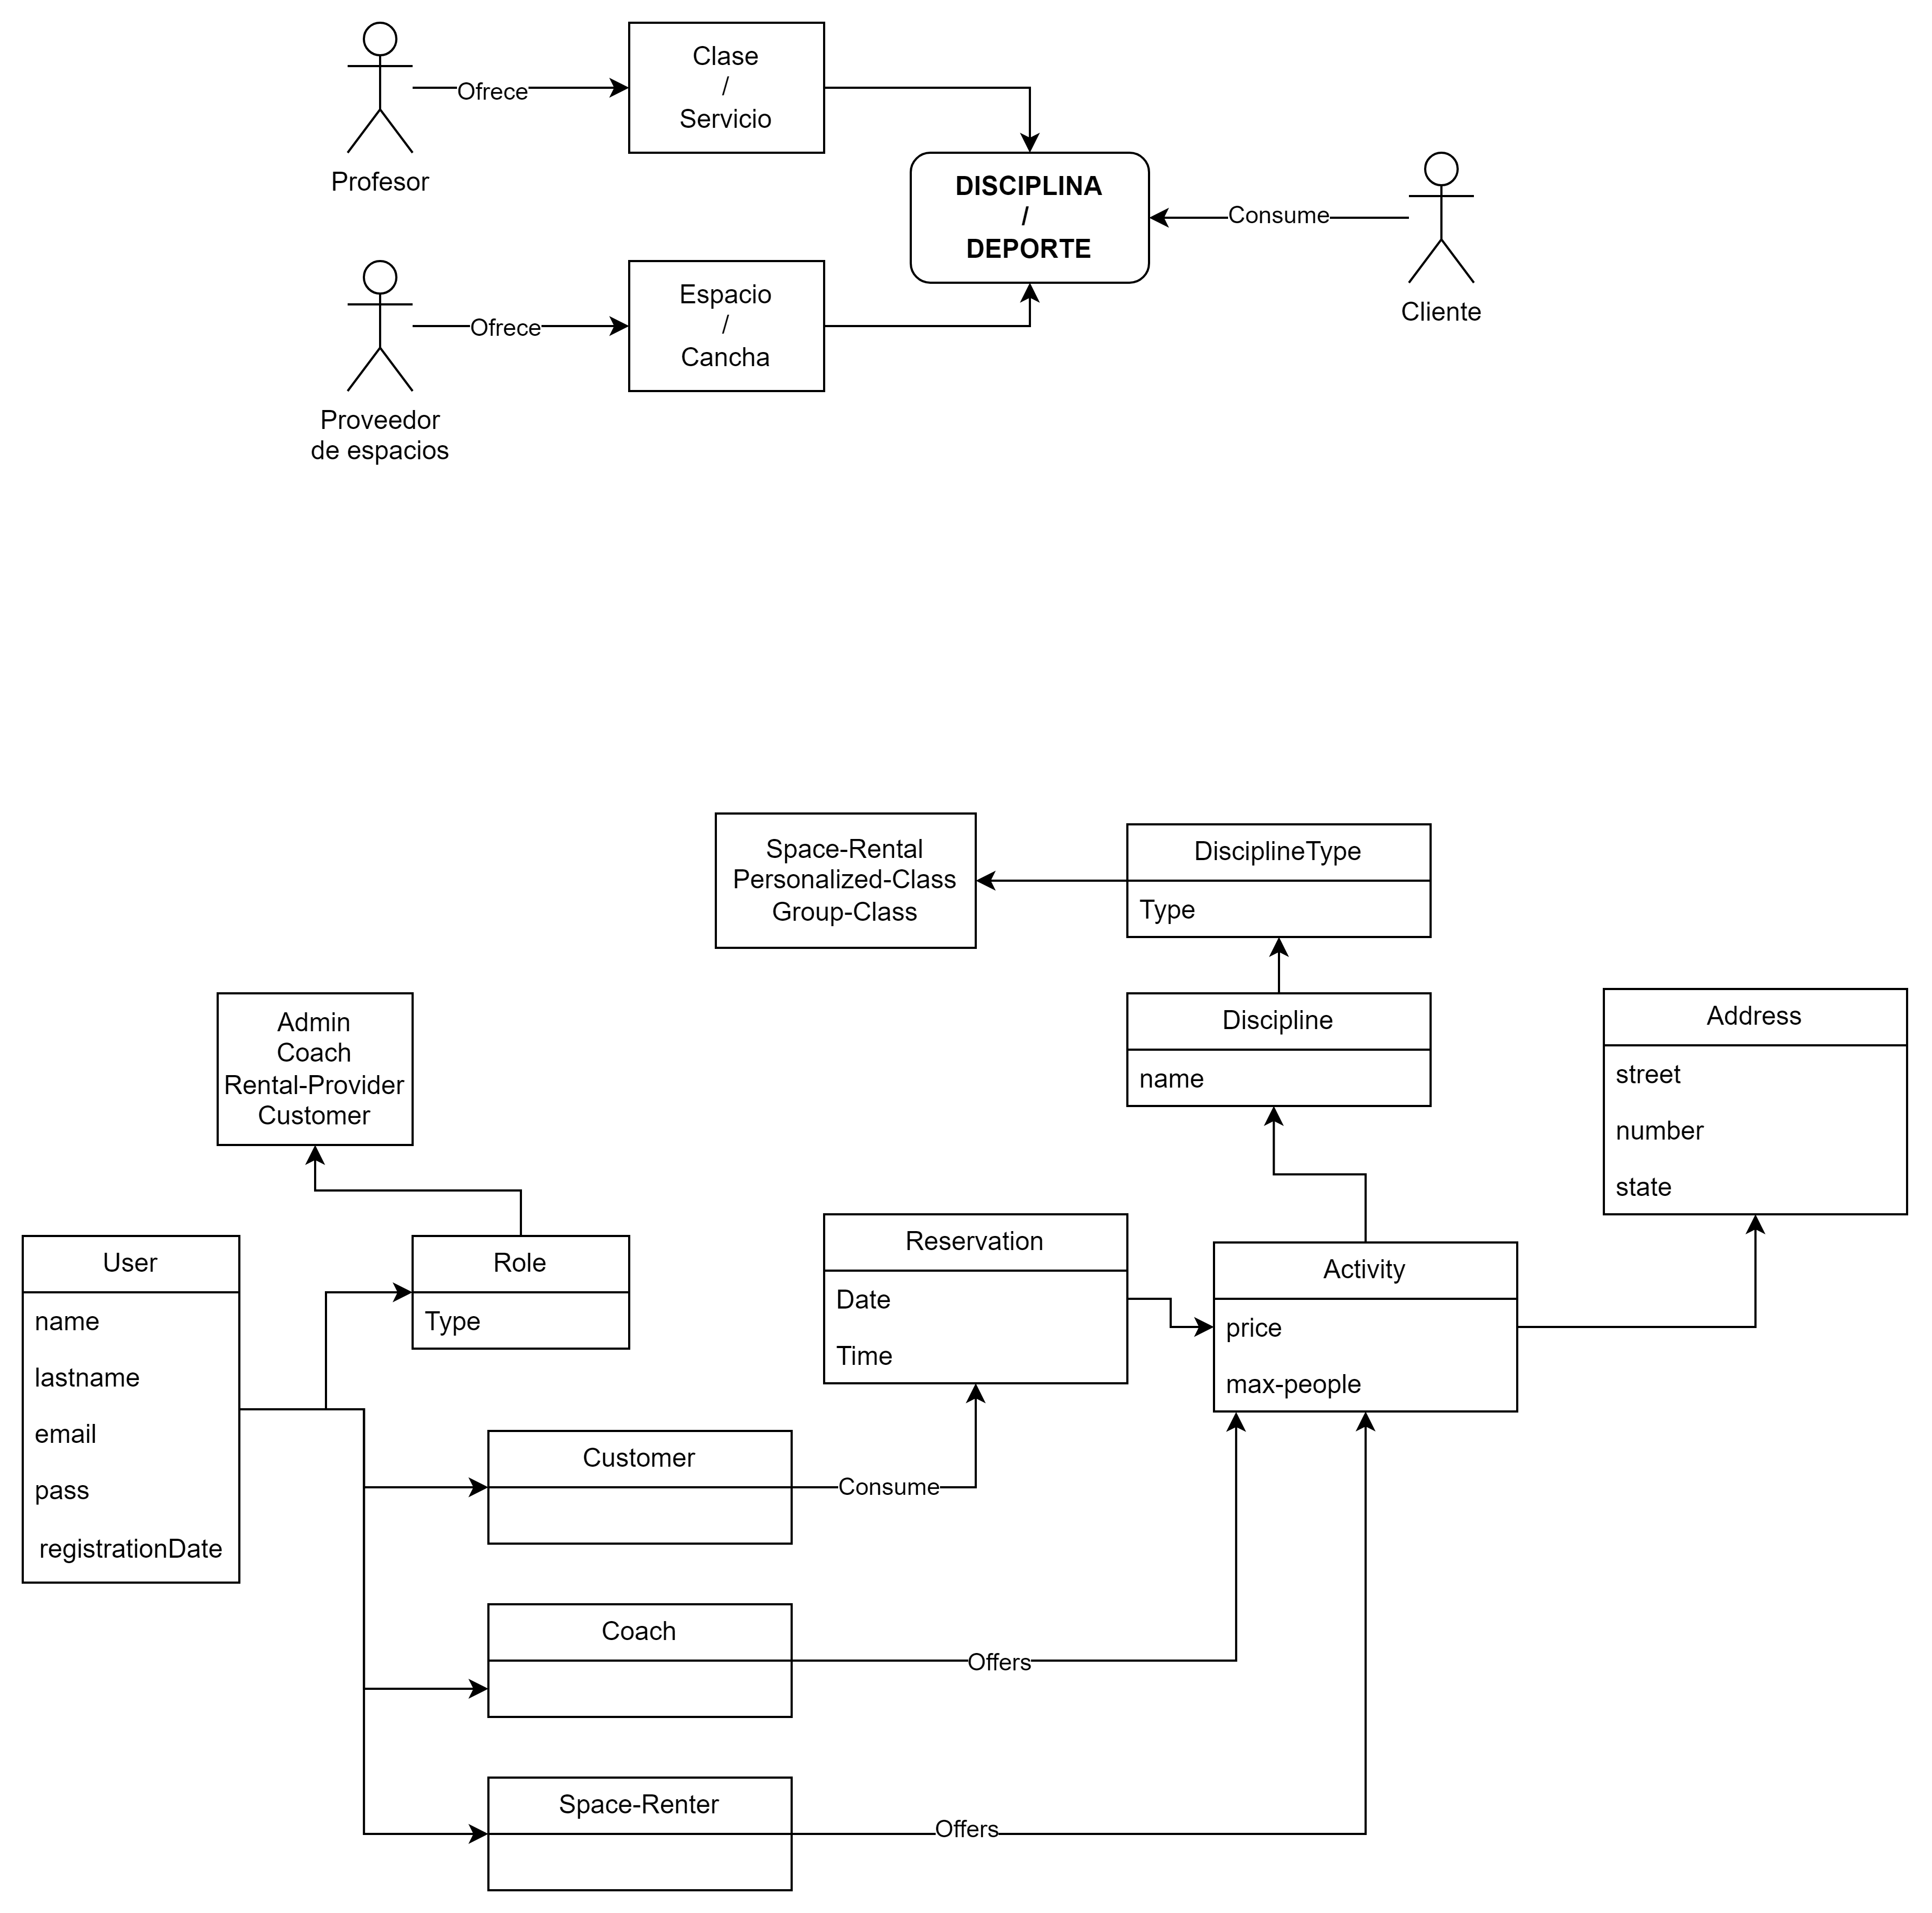 Clase
/
Servicio
Ofrece
Profesor
DISCIPLINA
/
DEPORTE
Consume
Cliente
Espacio
/
Cancha
Ofrece
Proveedor
de espacios
Space-Rental
Personalized-Class
Group-Class
DisciplineType
Type
Discipline
name
Address
street
number
state
Admin
Coach
Rental-Provider
Customer
User
name
lastname
email
pass
registrationDate
Role
Type
Reservation
Date
Time
Activity
price
max-people
Customer
Consume
Coach
Offers
Space-Renter
Offers